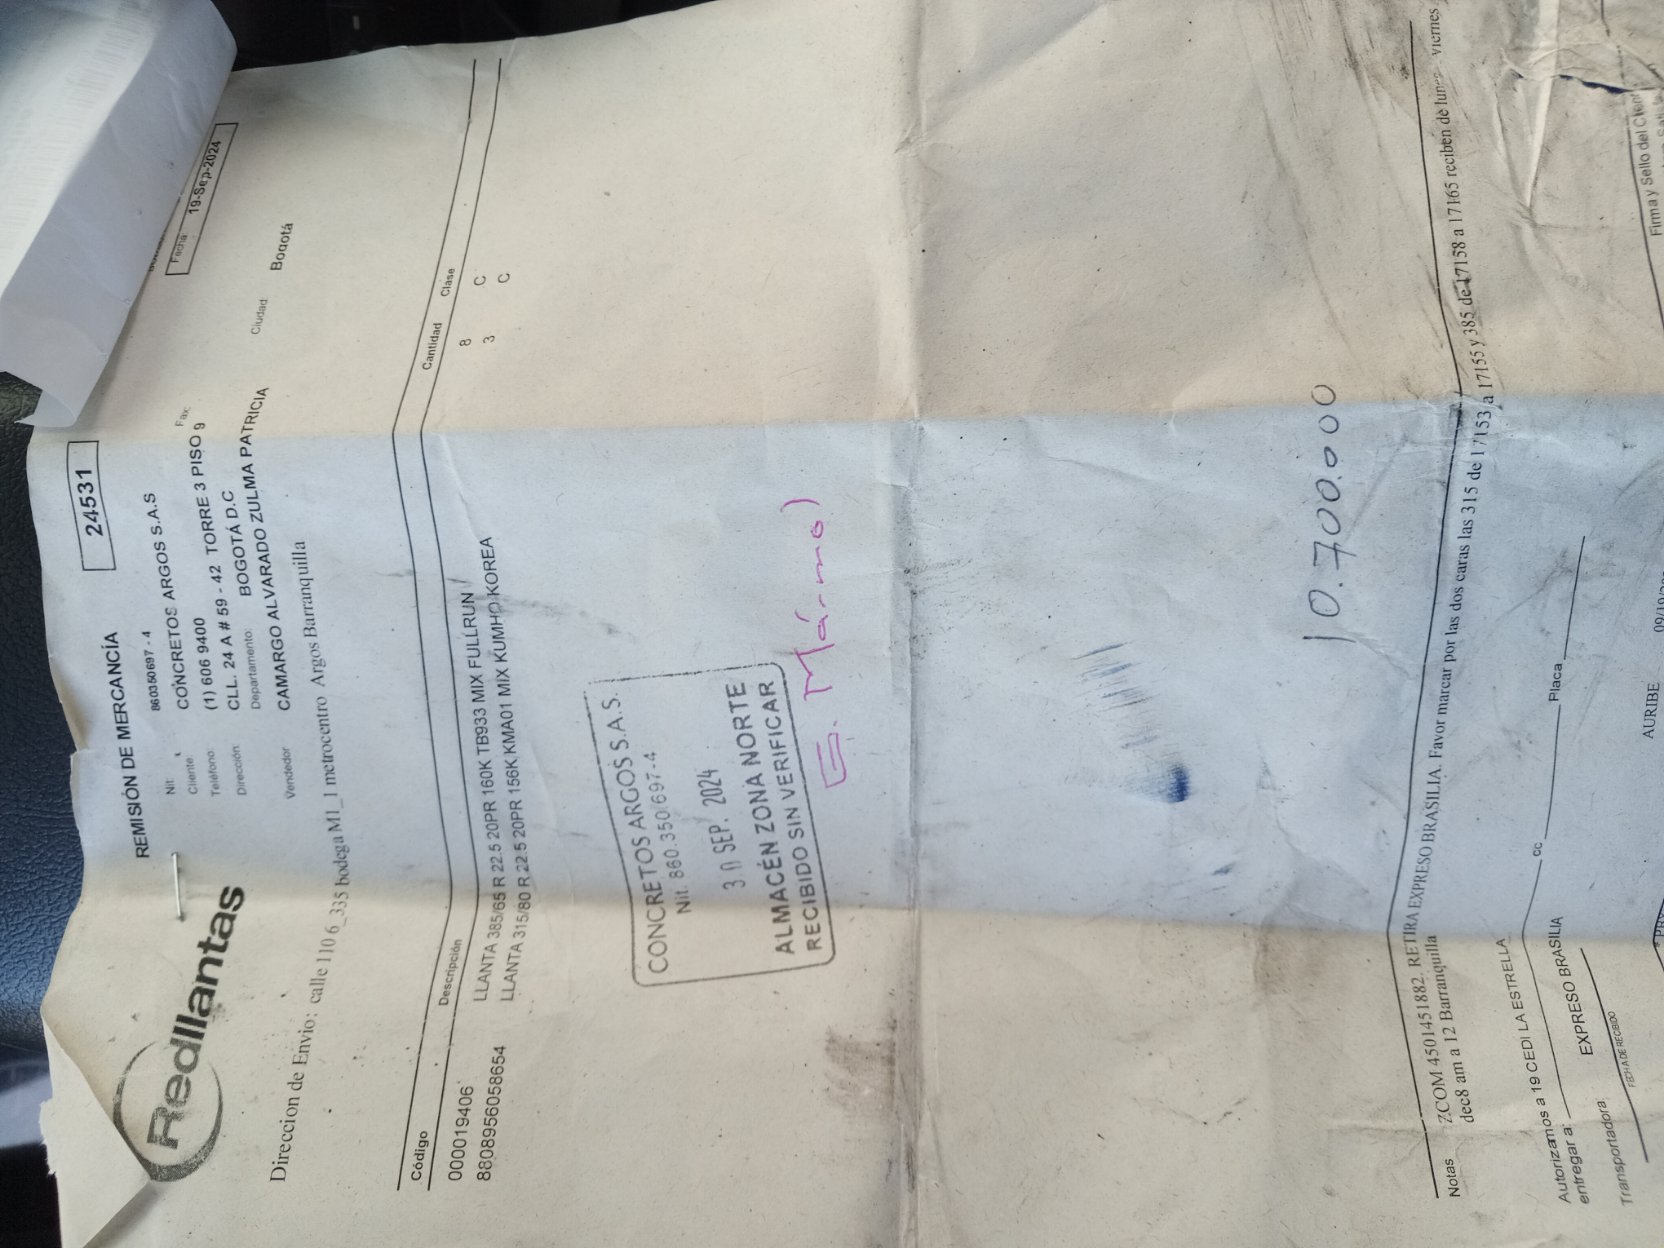 Redllantas
REMISIÓN DE MERCANCÍA
24531
Fecha: 19-Sep-2024
Nit: 860350697 - 4
Cliente: CONCRETOS ARGOS S.A.S
Teléfono: (1) 606 9400 Fax:
Dirección: CLL. 24 A # 59 - 42 TORRE 3 PISO 9
Departamento: BOGOTÁ D.C Ciudad: Bogotá
Vendedor CAMARGO ALVARADO ZULMA PATRICIA
Direccion de Envio: calle 110 6_335 bodega M1_1 metrocentro Argos Barranquilla
Código Descripción Cantidad Clase
000019406 LLANTA 385/65 R 22.5 20PR 160K TB933 MIX FULLRUN 8 C
8808956058654 LLANTA 315/80 R 22.5 20PR 156K KMA01 MIX KUMHO KOREA 3 C
CONCRETOS ARGOS S.A.S.
Nit. 860.350.697-4
30 SEP. 2024
ALMACÉN ZONA NORTE
RECIBIDO SIN VERIFICAR
E. Mármol
10.700.000
Notas ZCOM 4501451882. RETIRA EXPRESO BRASILIA. Favor marcar por las dos caras las 315 de 17153 a 17155 y 385 de 17158 a 17165 reciben de lunes viernes
dec8 am a 12 Barranquilla
Autorizamos a 19 CEDI LA ESTRELLA cc Placa
entregar a:
Transportadora EXPRESO BRASILIA
FECHA DE RECIBIDO
AURIBE
Firma y Sello del Client